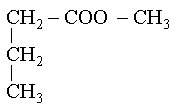 CH₂ – COO – CH₃
CH₂
CH₃